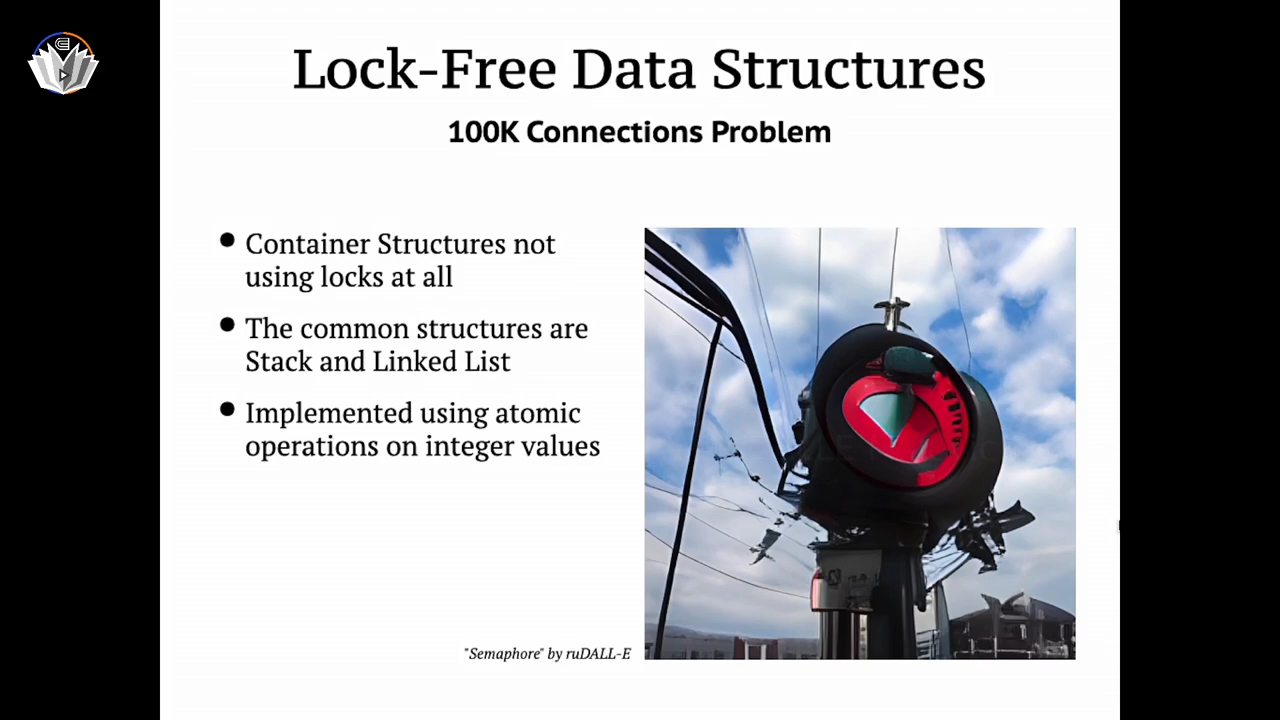 Lock-Free Data Structures
100K Connections Problem
• Container Structures not
using locks at all
• The common structures are
Stack and Linked List
• Implemented using atomic
operations on integer values
"Semaphore" by ruDALL-E